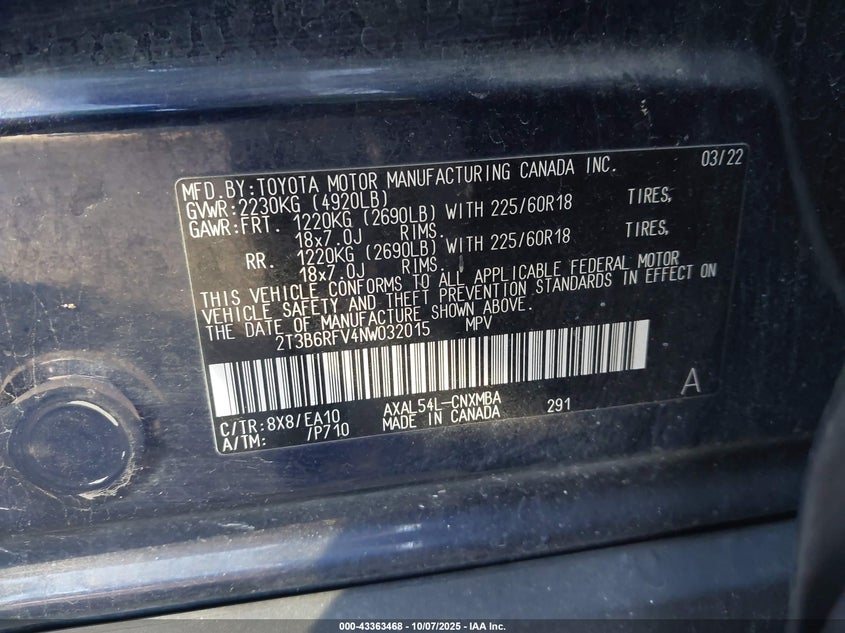 03/22
MFD.BY:TOYOTA MOTOR MANUFACTURING CANADA INC.
GVWR:2230KG (4920LB)
GAWR:FRT. 1220KG (2690LB) WITH 225/60R18 TIRES,
18x7.0J RIMS.
RR. 1220KG (2690LB) WITH 225/60R18 TIRES,
18x7.0J RIMS.
THIS VEHICLE CONFORMS TO ALL APPLICABLE FEDERAL MOTOR
VEHICLE SAFETY AND THEFT PREVENTION STANDARDS IN EFFECT ON
THE DATE OF MANUFACTURE SHOWN ABOVE.
2T3B6RFV4NW032015 MPV
A
C/TR:8X8/EA10 AXAL54L-CNXMBA 291
A/TM: /P710 MADE IN CANADA
000-43363468 - 10/07/2025 - IAA Inc.